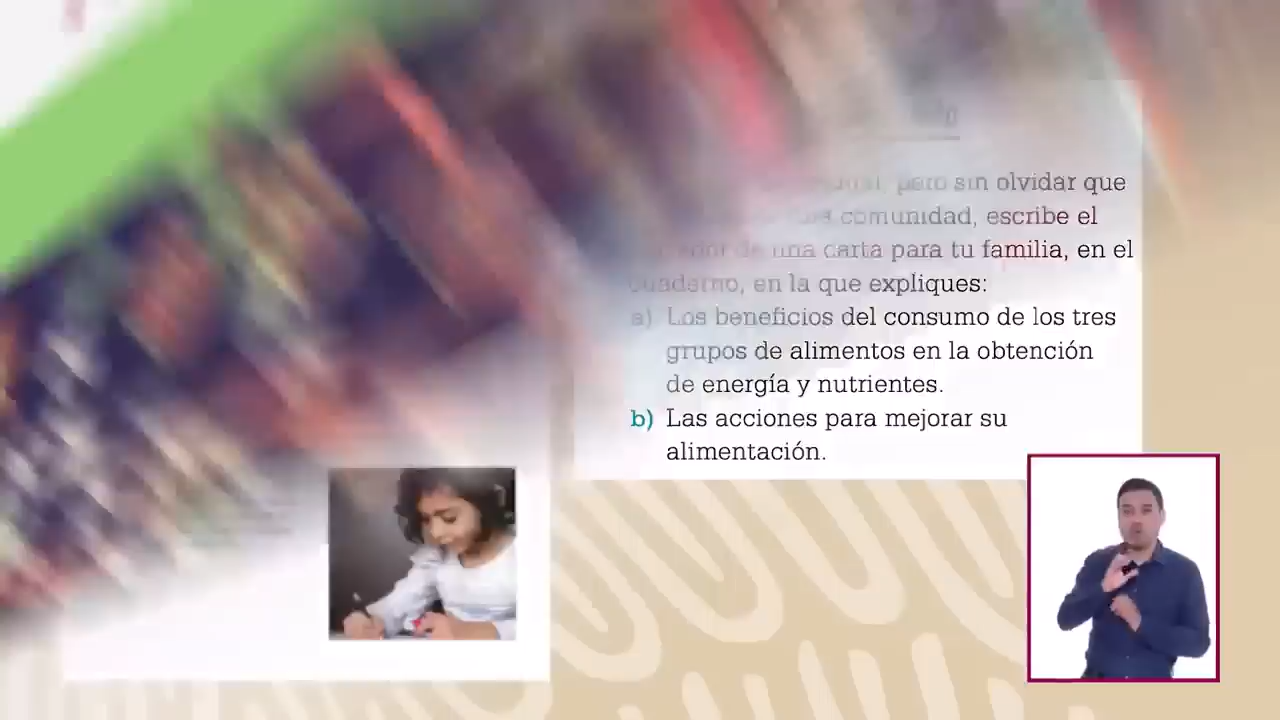 pero sin olvidar que
comunidad, escribe el
de una carta para tu familia, en el
cuaderno, en la que expliques:
a) Los beneficios del consumo de los tres
grupos de alimentos en la obtención
de energía y nutrientes.
b) Las acciones para mejorar su
alimentación.